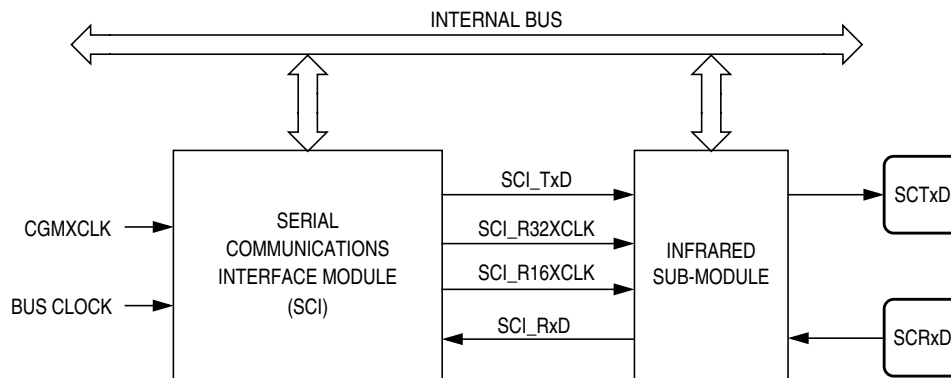 INTERNAL BUS
SERIAL
COMMUNICATIONS
INTERFACE MODULE
(SCI)
CGMXCLK
BUS CLOCK
SCI_TxD
SCI_R32XCLK
SCI_R16XCLK
SCI_RxD
INFRARED
SUB-MODULE
SCTxD
SCRxD